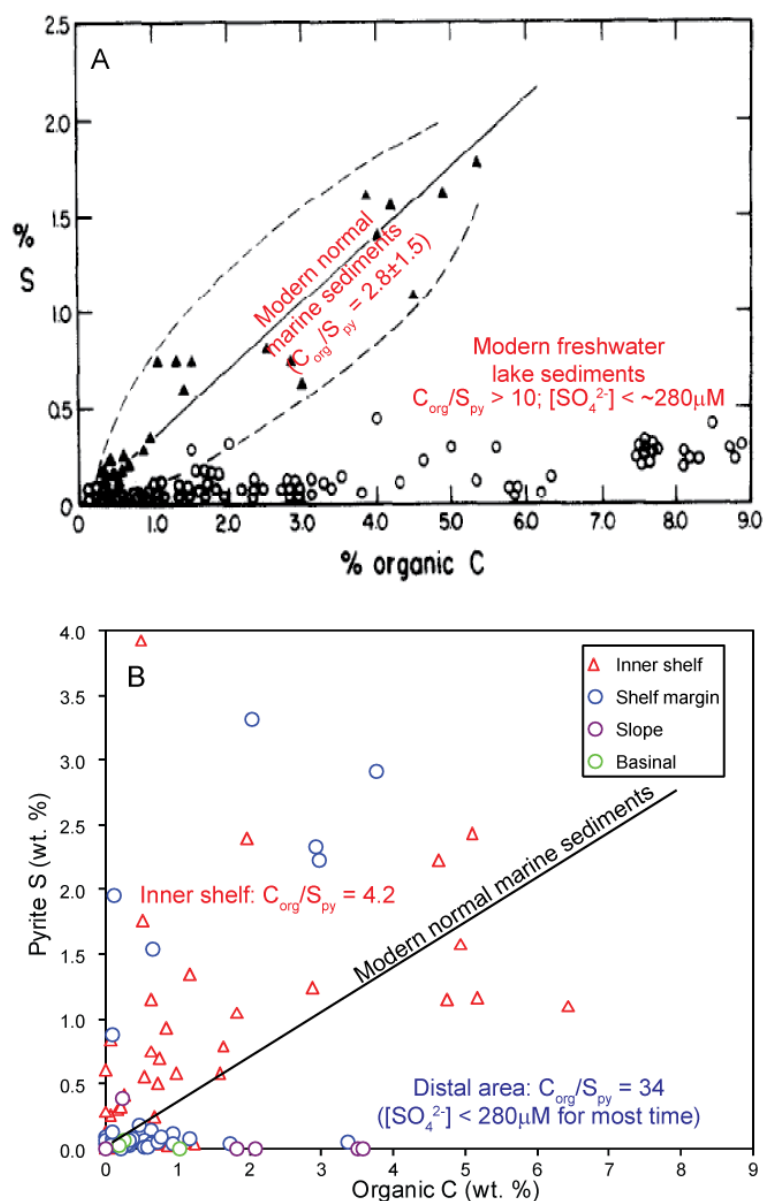 A
2.5
2.0
1.5
1.0
0.5
0
%
S
Modern normal
marine sediments
(Corg/Spy = 2.8±1.5)
Modern freshwater
lake sediments
Corg/Spy > 10; [SO42-] < ~280μM
0 1.0 2.0 3.0 4.0 5.0 6.0 7.0 8.0 9.0
% organic C
B
4.0
3.5
3.0
2.5
2.0
1.5
1.0
0.5
0.0
Pyrite S (wt. %)
Inner shelf
Shelf margin
Slope
Basinal
Modern normal marine sediments
Inner shelf: Corg/Spy = 4.2
Distal area: Corg/Spy = 34
([SO42-] < 280μM for most time)
0 1 2 3 4 5 6 7 8 9
Organic C (wt. %)